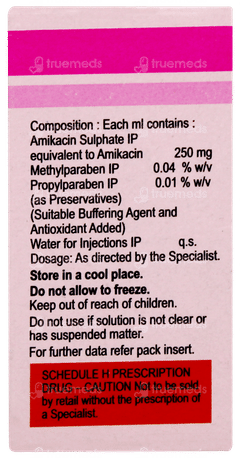 truemeds truemeds
Composition : Each ml contains :
Amikacin Sulphate IP
equivalent to Amikacin 250 mg
Methylparaben IP 0.04 % w/v
Propylparaben IP 0.01 % w/v
(as Preservatives)
(Suitable Buffering Agent and
Antioxidant Added)
Water for Injections IP q.s.
Dosage: As directed by the Specialist.
Store in a cool place.
Do not allow to freeze.
Keep out of reach of children.
Do not use if solution is not clear or
has suspended matter.
For further data refer pack insert.
SCHEDULE H PRESCRIPTION
DRUG – CAUTION Not to be sold
by retail without the prescription of
a Specialist.